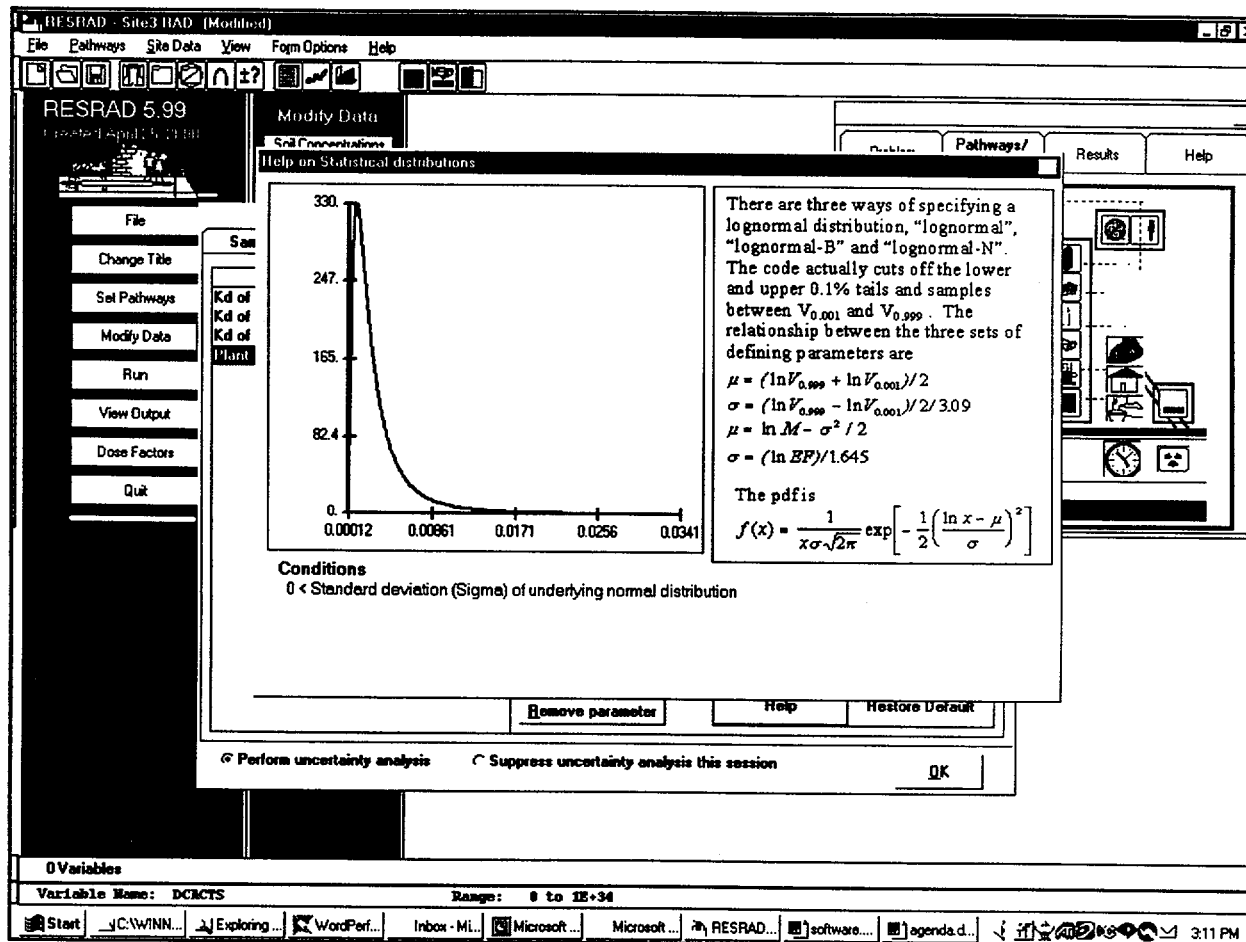 RESRAD - Site3 RAD (Modified)
File Pathways Site Data View Form Options Help
±?
RESRAD 5.99
Modify Data
Soil Concentrations
Pathways/
Results
Help
Help on Statistical distributions
File
Change Title
Set Pathways
Modify Data
Run
View Output
Dose Factors
Quit
Kd of
Kd of
Kd of
Plant
330.
247.
165.
82.4
0.
0.00012 0.00861 0.0171 0.0256 0.0341
There are three ways of specifying a
lognormal distribution, “lognormal”,
“lognormal-B” and “lognormal-N”.
The code actually cuts off the lower
and upper 0.1% tails and samples
between V0.001 and V0.999 . The
relationship between the three sets of
defining parameters are
μ = (ln V0.999 + ln V0.001)/2
σ = (ln V0.999 − ln V0.001)/2/3.09
μ = ln M − σ² / 2
σ = (ln EF)/1.645
The pdf is
f(x) = 1/(xσ√2π) exp[−1/2((ln x − μ)/σ)²]
Conditions
0 < Standard deviation (Sigma) of underlying normal distribution
Remove parameter Help Restore Default
Perform uncertainty analysis Suppress uncertainty analysis this session
OK
0 Variables
Variable Name: DCACTS Range: 0 to 1E+34
Start C:\WINN... Exploring ... WordPerf... Inbox - Mi... Microsoft ... Microsoft ... RESRAD... software.... agenda.d... 3:11 PM